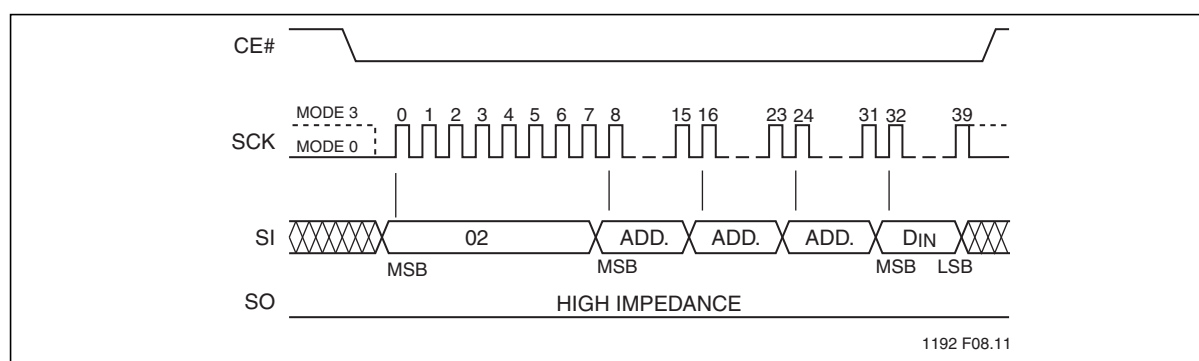 CE#
MODE 3
0 1 2 3 4 5 6 7 8 15 16 23 24 31 32 39
SCK
MODE 0
SI 02 ADD. ADD. ADD. DIN
MSB MSB MSB LSB
SO HIGH IMPEDANCE
1192 F08.11